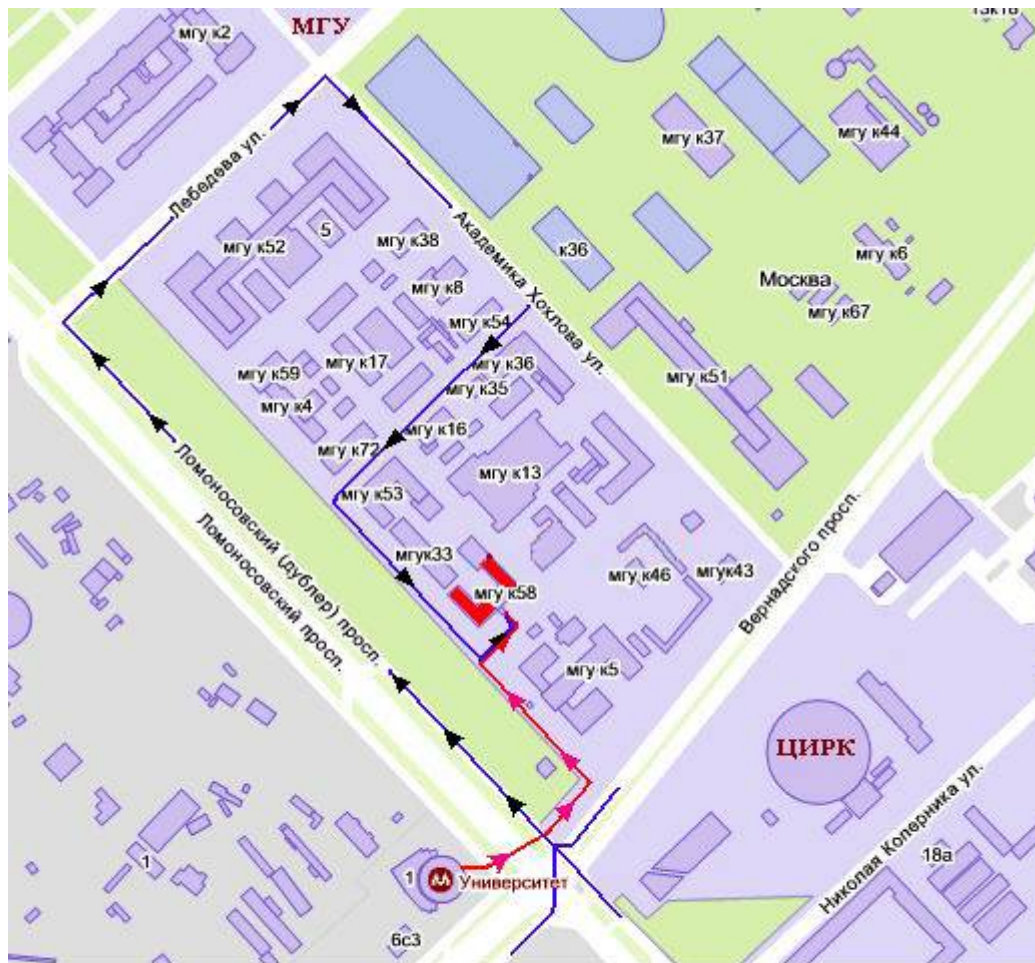 МГУ
мгу к2
Лебедева ул.
мгу к37
мгу к44
5
мгу к52
мгу к38
Академика Хохлова ул.
к36
мгу к8
Москва
мгу к6
мгу к67
мгу к54
мгу к17
мгу к36
мгу к59
мгу к35
мгу к51
мгу к4
мгу к16
мгу к72
мгу к13
мгу к53
Ломоносовский (дублер) просп.
Ломоносовский просп.
Вернадского просп.
мгук33
мгу к58
мгу к46
мгук43
мгу к5
ЦИРК
Николая Коперника ул.
18а
1
1
Университет
6с3